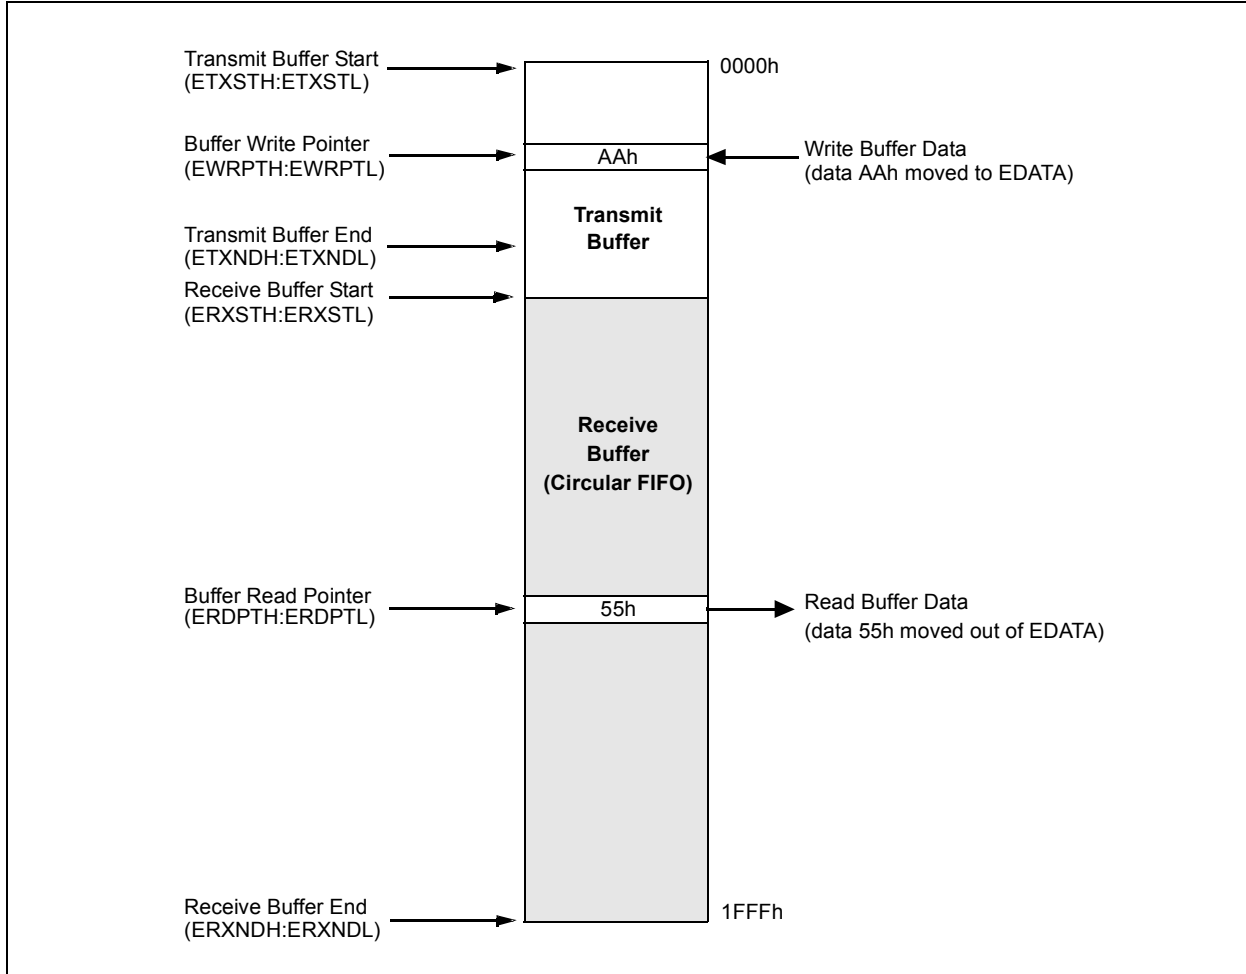 Transmit Buffer Start
(ETXSTH:ETXSTL)
0000h
Buffer Write Pointer
(EWRPTH:EWRPTL)
AAh
Write Buffer Data
(data AAh moved to EDATA)
Transmit
Buffer
Transmit Buffer End
(ETXNDH:ETXNDL)
Receive Buffer Start
(ERXSTH:ERXSTL)
Receive
Buffer
(Circular FIFO)
Buffer Read Pointer
(ERDPTH:ERDPTL)
55h
Read Buffer Data
(data 55h moved out of EDATA)
Receive Buffer End
(ERXNDH:ERXNDL)
1FFFh